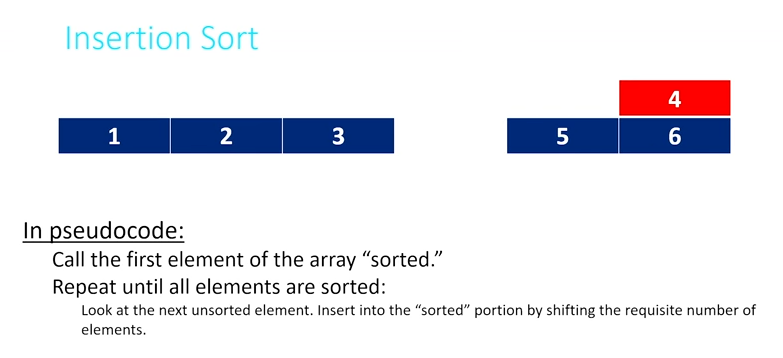 Insertion Sort
4
1 2 3 5 6
In pseudocode:
Call the first element of the array “sorted.”
Repeat until all elements are sorted:
Look at the next unsorted element. Insert into the “sorted” portion by shifting the requisite number of
elements.